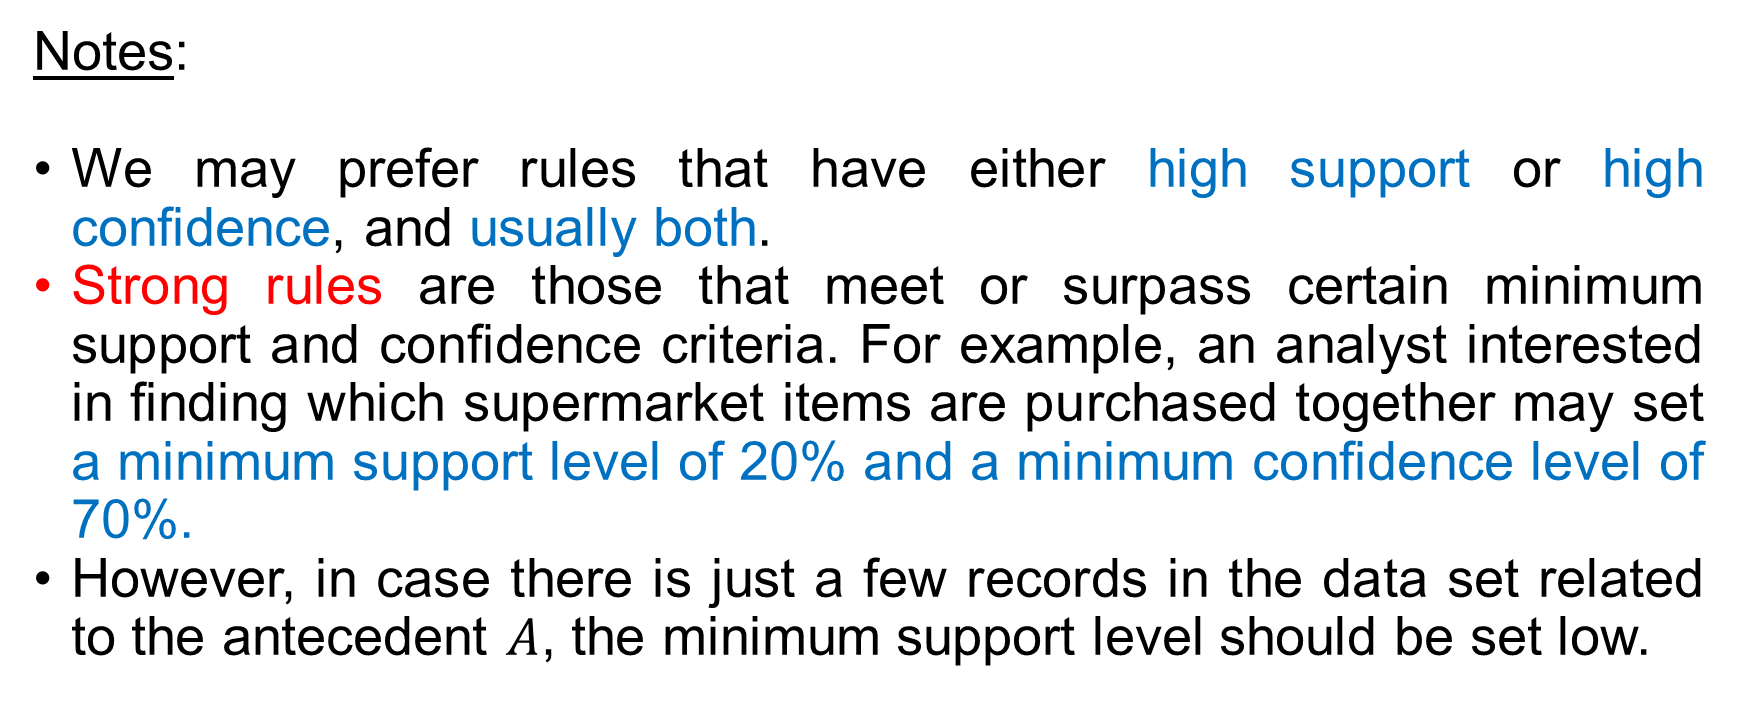 Notes:
• We may prefer rules that have either high support or high
confidence, and usually both.
• Strong rules are those that meet or surpass certain minimum
support and confidence criteria. For example, an analyst interested
in finding which supermarket items are purchased together may set
a minimum support level of 20% and a minimum confidence level of
70%.
• However, in case there is just a few records in the data set related
to the antecedent A, the minimum support level should be set low.